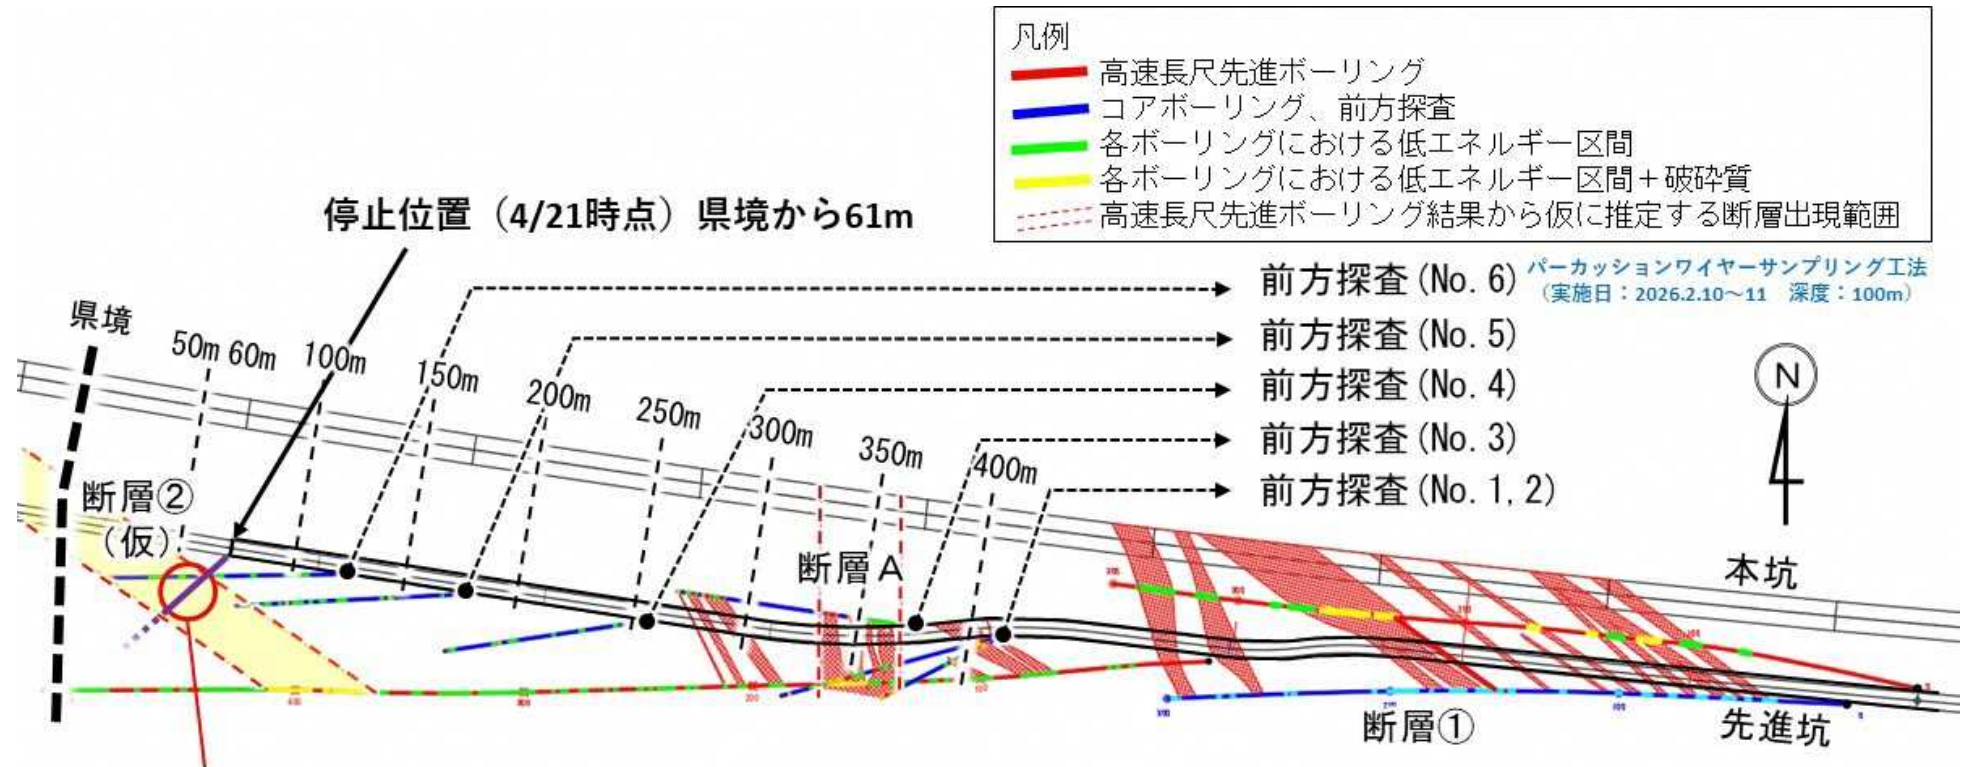 凡例
高速長尺先進ボーリング
コアボーリング、前方探査
各ボーリングにおける低エネルギー区間
各ボーリングにおける低エネルギー区間＋破砕質
高速長尺先進ボーリング結果から仮に推定する断層出現範囲
停止位置（4/21時点）県境から61m
前方探査(No. 6)
パーカッションワイヤーサンプリング工法
（実施日：2026.2.10～11　深度：100m）
前方探査(No. 5)
前方探査(No. 4)
前方探査(No. 3)
前方探査(No. 1, 2)
県境
50m
60m
100m
150m
200m
250m
300m
350m
400m
N
断層②
（仮）
断層A
本坑
断層①
先進坑